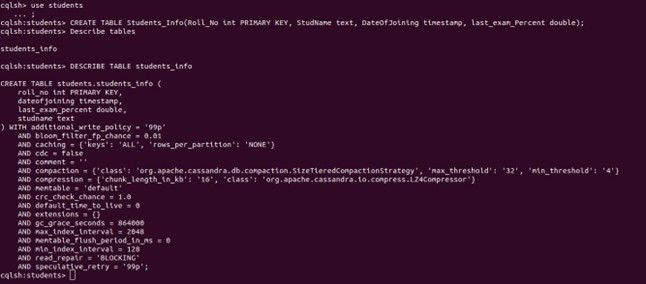 cqlsh> use students
   ... ;
cqlsh:students> CREATE TABLE Students_Info(Roll_No int PRIMARY KEY, StudName text, DateOfJoining timestamp, last_exam_Percent double);
cqlsh:students> Describe tables
students_info
cqlsh:students> DESCRIBE TABLE students_info
CREATE TABLE students.students_info (
    roll_no int PRIMARY KEY,
    dateofjoining timestamp,
    last_exam_percent double,
    studname text
) WITH additional_write_policy = '99p'
    AND bloom_filter_fp_chance = 0.01
    AND caching = {'keys': 'ALL', 'rows_per_partition': 'NONE'}
    AND cdc = false
    AND comment = ''
    AND compaction = {'class': 'org.apache.cassandra.db.compaction.SizeTieredCompactionStrategy', 'max_threshold': '32', 'min_threshold': '4'}
    AND compression = {'chunk_length_in_kb': '16', 'class': 'org.apache.cassandra.io.compress.LZ4Compressor'}
    AND memtable = 'default'
    AND crc_check_chance = 1.0
    AND default_time_to_live = 0
    AND extensions = {}
    AND gc_grace_seconds = 864000
    AND max_index_interval = 2048
    AND memtable_flush_period_in_ms = 0
    AND min_index_interval = 128
    AND read_repair = 'BLOCKING'
    AND speculative_retry = '99p';
cqlsh:students>